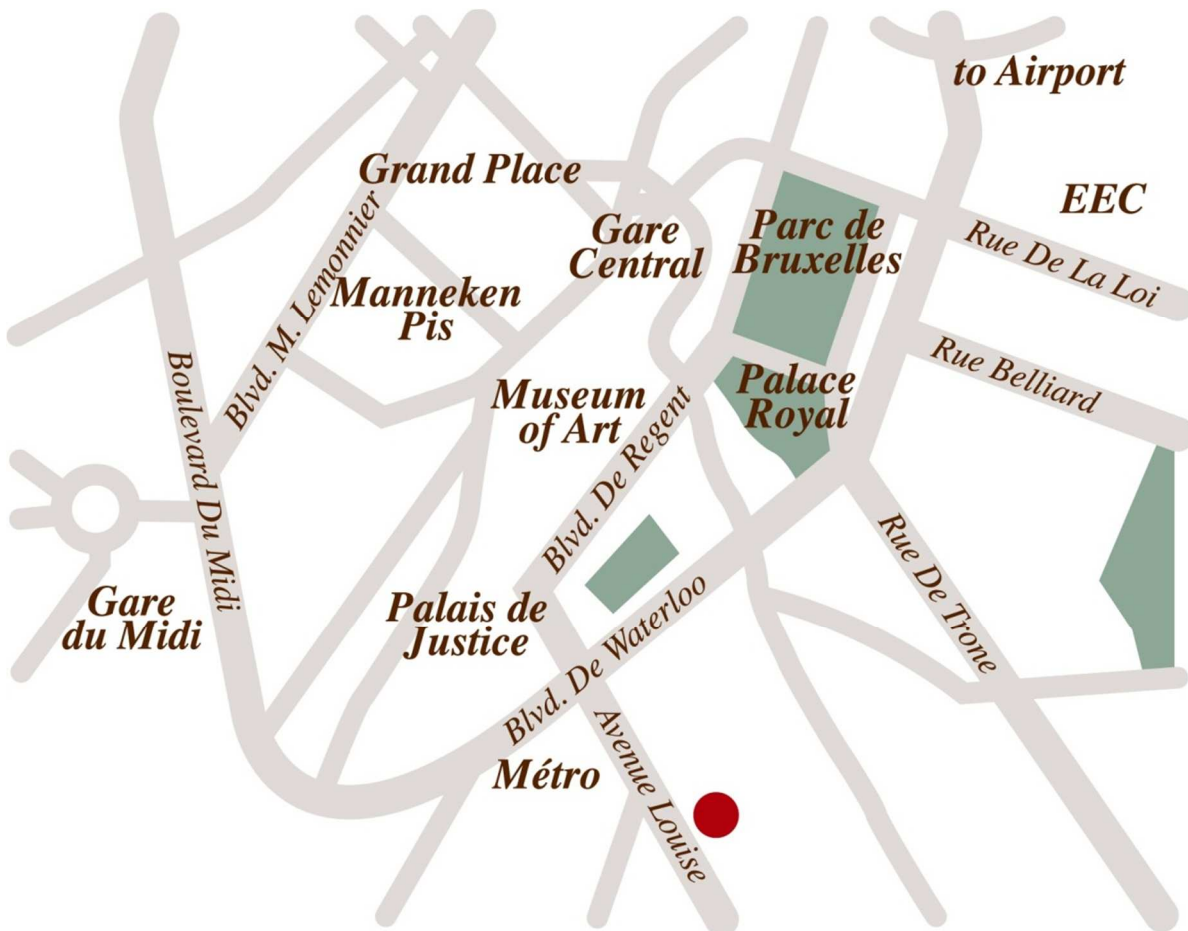 to Airport
Grand Place
EEC
Gare
Central
Parc de
Bruxelles
Rue De La Loi
Blvd. M. Lemonnier
Manneken
Pis
Rue Belliard
Boulevard Du Midi
Museum
of Art
Palace
Royal
Blvd. De Regent
Rue De Trone
Gare
du Midi
Palais de
Justice
Blvd. De Waterloo
Métro
Avenue Louise